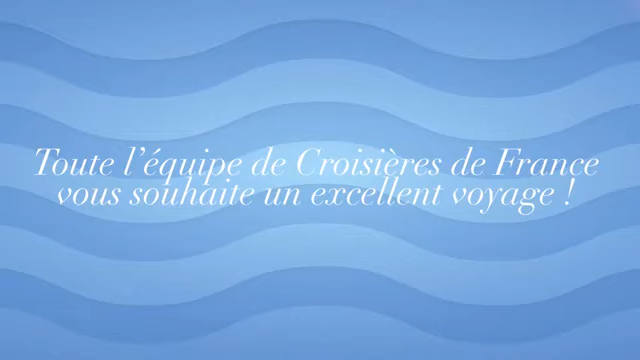 Toute l’équipe de Croisières de France
vous souhaite un excellent voyage !